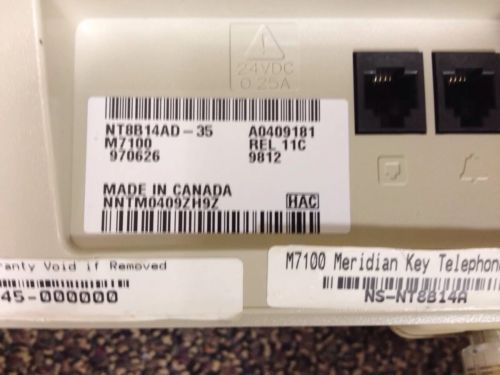 24VDC
0.25A
NT8B14AD-35 A0409181
M7100 REL 11C
970626 9812
MADE IN CANADA
NNTM0409ZH9Z HAC
ranty Void if Removed
45-000000
M7100 Meridian Key Telephon
NS-NT8B14A